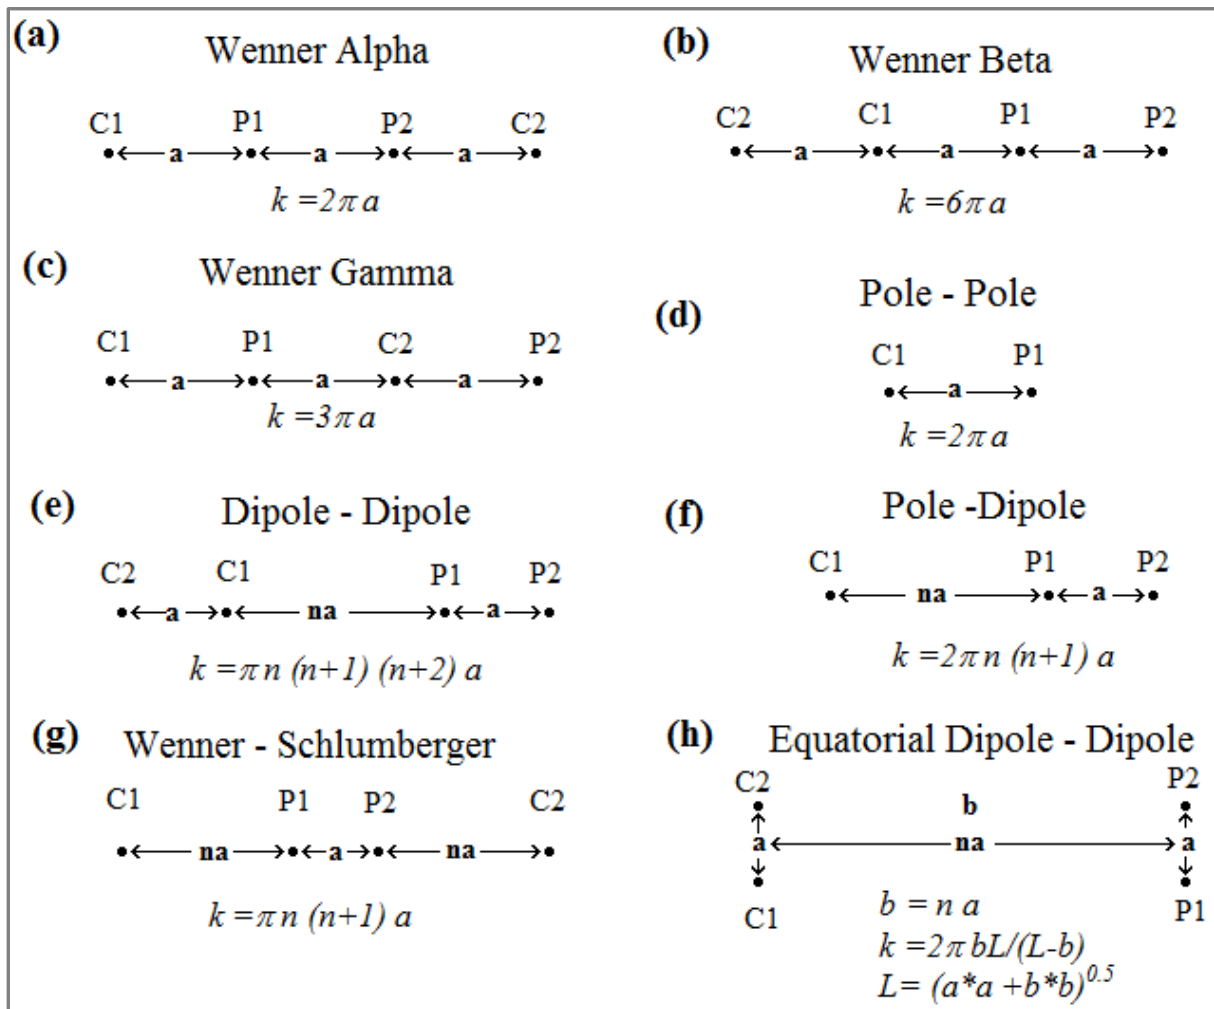 (a)
Wenner Alpha
C1 P1 P2 C2
a a a
k =2π a
(b)
Wenner Beta
C2 C1 P1 P2
a a a
k =6π a
(c)
Wenner Gamma
C1 P1 C2 P2
a a a
k =3π a
(d)
Pole - Pole
C1 P1
a
k =2π a
(e)
Dipole - Dipole
C2 C1 P1 P2
a na a
k =π n (n+1) (n+2) a
(f)
Pole -Dipole
C1 P1 P2
na a
k =2π n (n+1) a
(g)
Wenner - Schlumberger
C1 P1 P2 C2
na a na
k =π n (n+1) a
(h)
Equatorial Dipole - Dipole
C2 P2
b
a na a
C1 P1
b = n a
k =2π bL/(L-b)
L= (a*a +b*b)^0.5